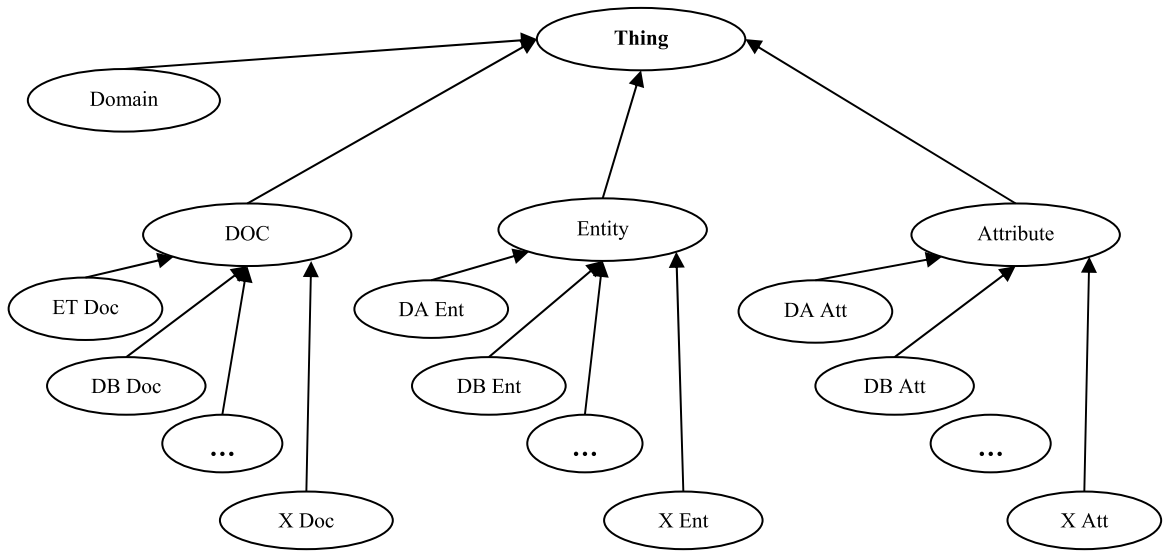 Thing
Domain
DOC
Entity
Attribute
ET Doc
DA Ent
DA Att
DB Doc
DB Ent
DB Att
...
...
...
X Doc
X Ent
X Att